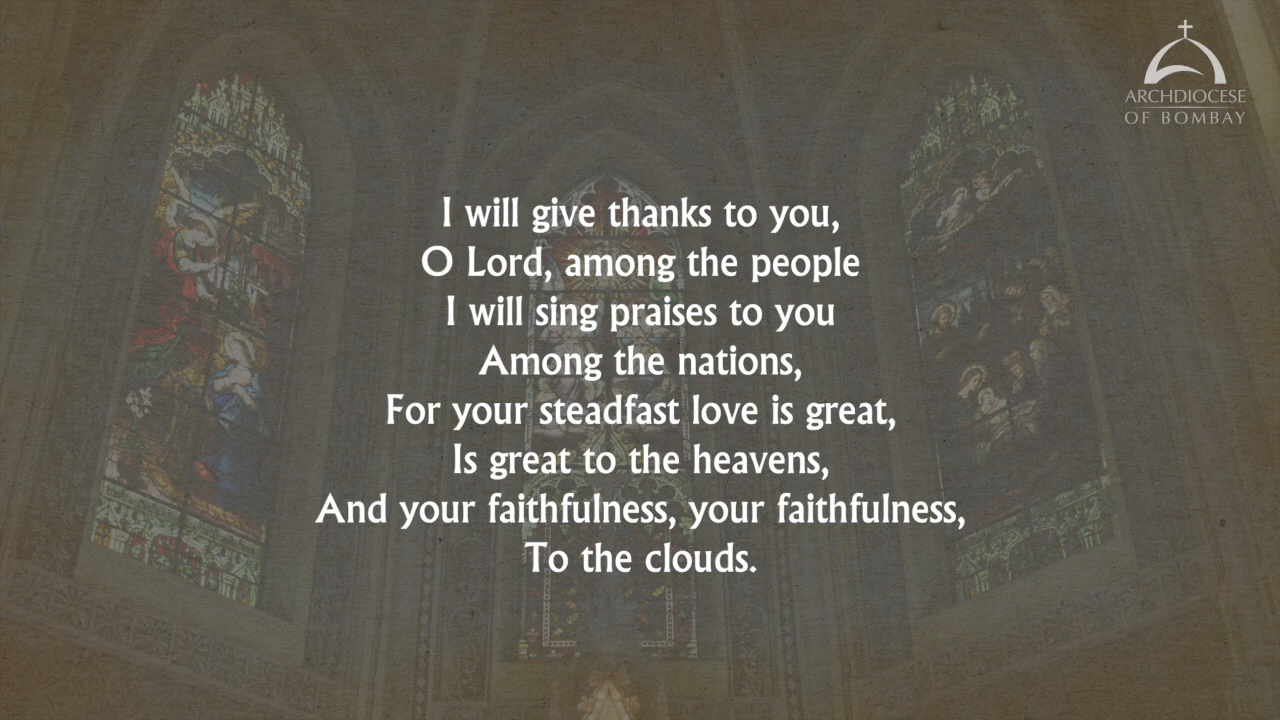 ARCHDIOCESE
OF BOMBAY
I will give thanks to you,
O Lord, among the people
I will sing praises to you
Among the nations,
For your steadfast love is great,
Is great to the heavens,
And your faithfulness, your faithfulness,
To the clouds.